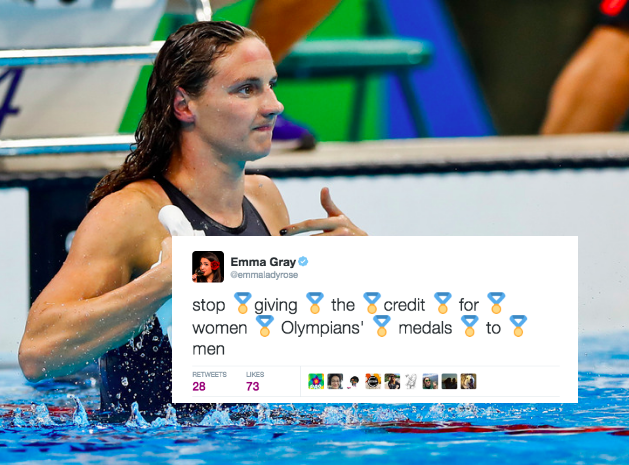 Emma Gray
@emmaladyrose
stop 🏅 giving 🏅 the 🏅 credit 🏅 for 🏅
women 🏅 Olympians' 🏅 medals 🏅 to 🏅
men
RETWEETS LIKES
28 73